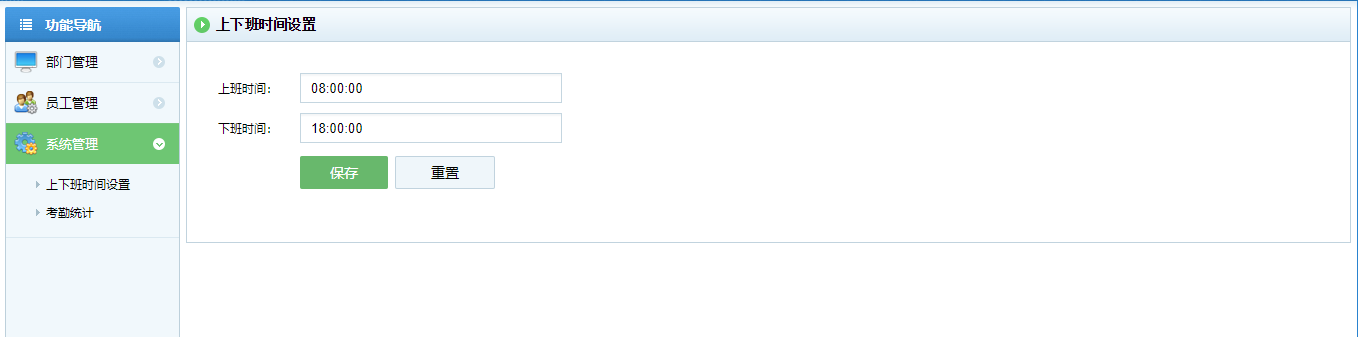 功能导航
部门管理
员工管理
系统管理
上下班时间设置
考勤统计
上下班时间设置
上班时间：
08:00:00
下班时间：
18:00:00
保存
重置